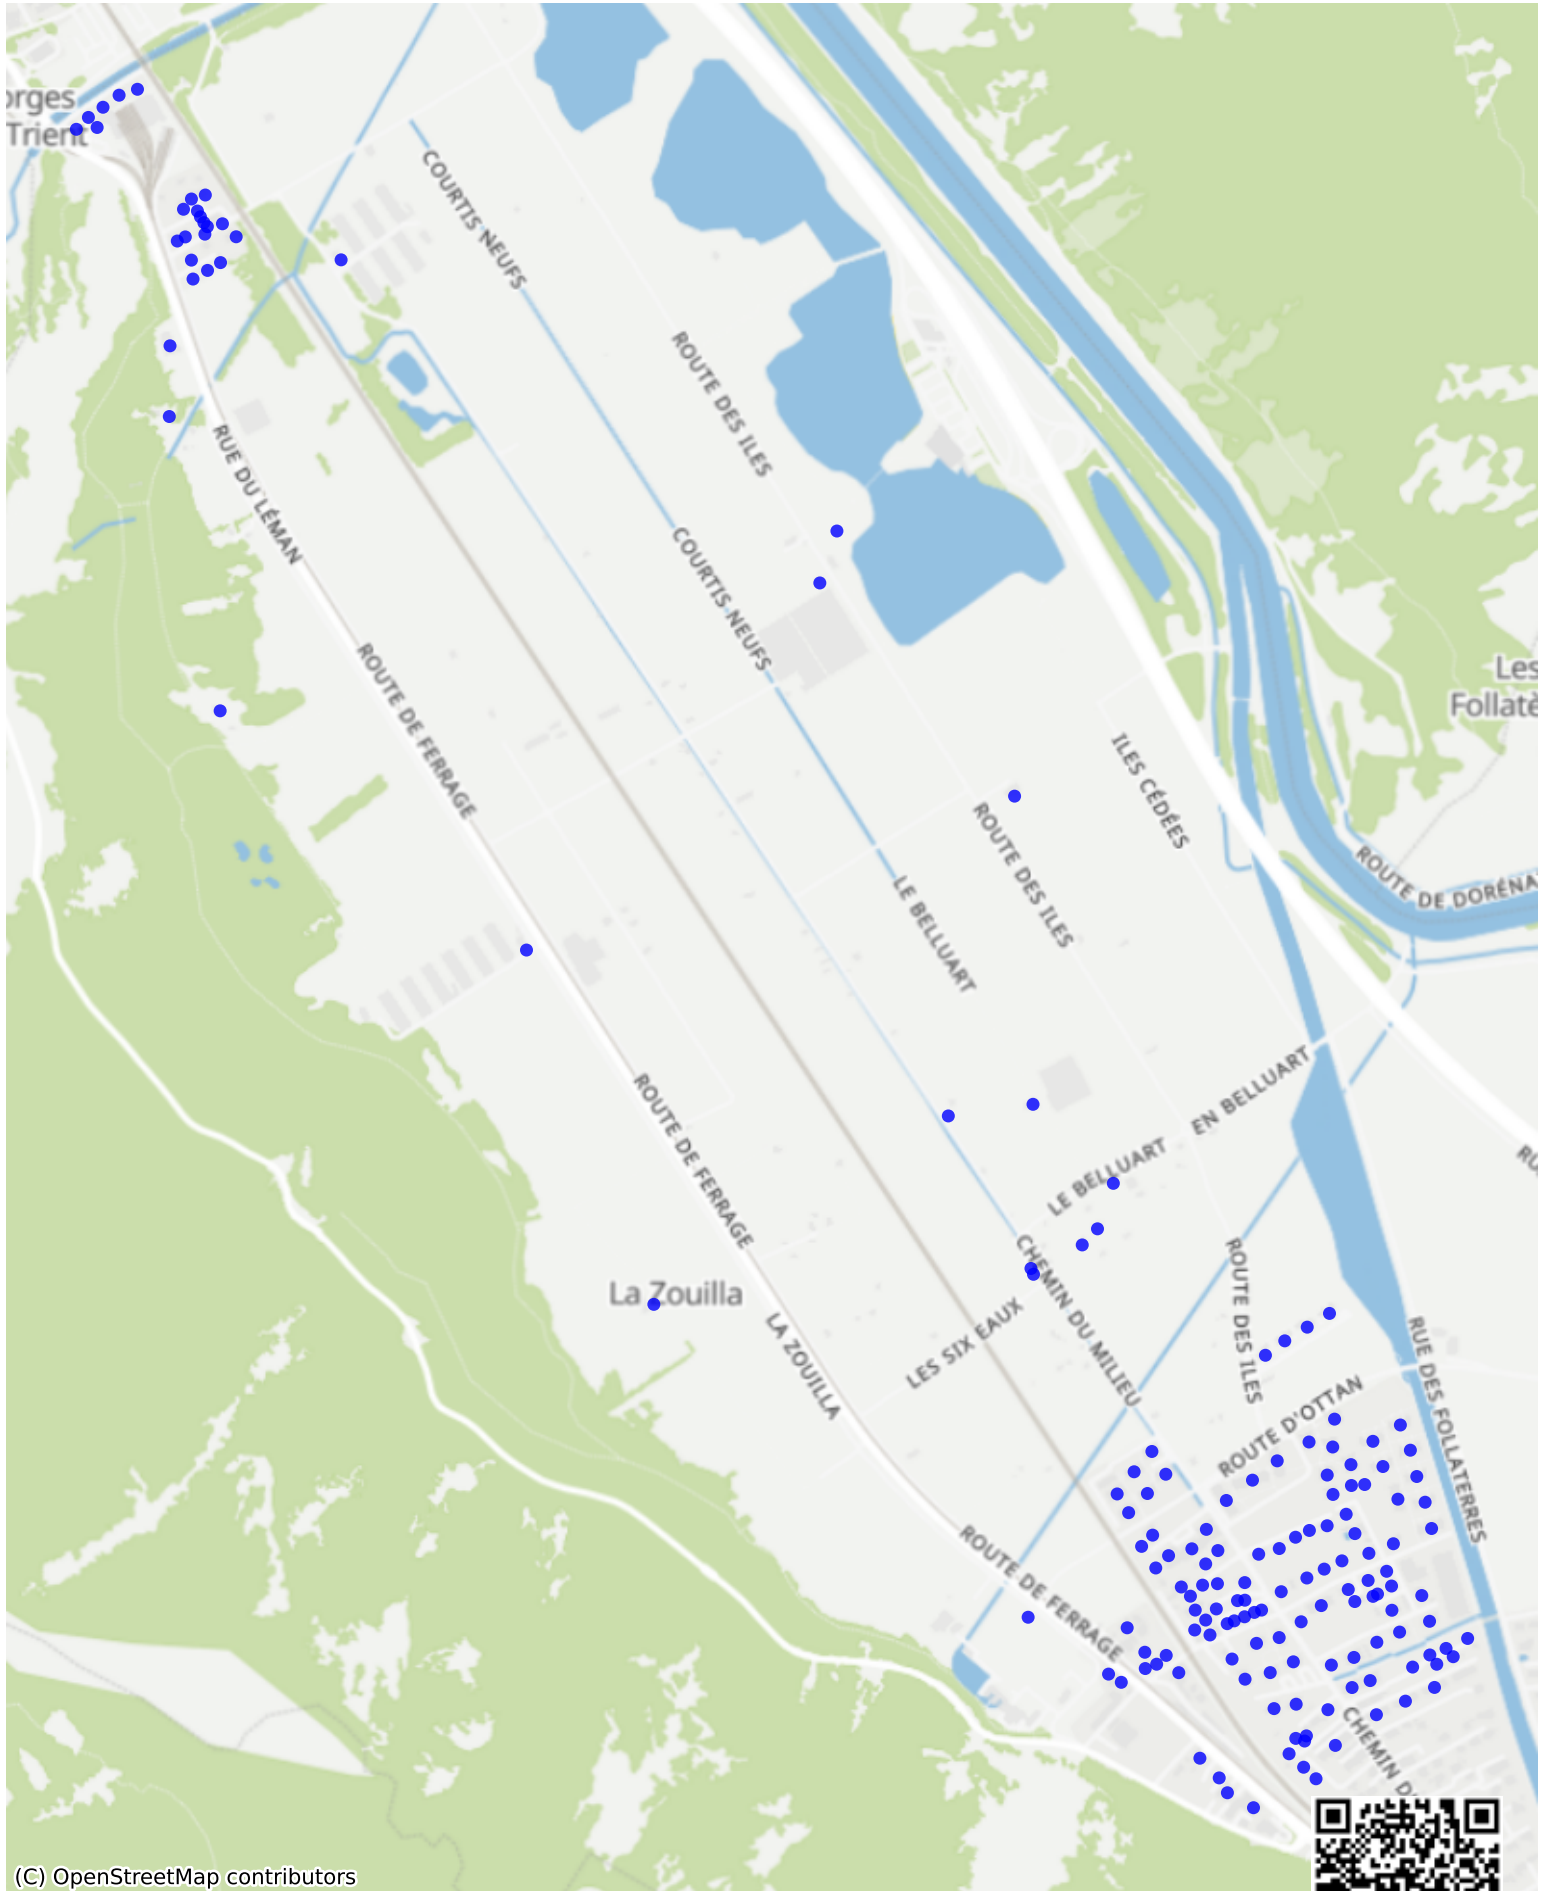 orges
Trient
COURTIS NEUFS
ROUTE DES ILES
RUE DU LÉMAN
COURTIS NEUFS
ROUTE DE FERRAGE
Les
Follatè
ILES CÉDÉES
ROUTE DES ILES
ROUTE DE DORÉNA
LE BELLUART
EN BELLUART
ROUTE DE FERRAGE
LE BELLUART
RU
CHEMIN DU MILIEU
ROUTE DES ILES
La Zouilla
LES SIX EAUX
LA ZOUILLA
RUE DES FOLLATERRES
ROUTE D'OTTAN
ROUTE DE FERRAGE
CHEMIN D
(C) OpenStreetMap contributors